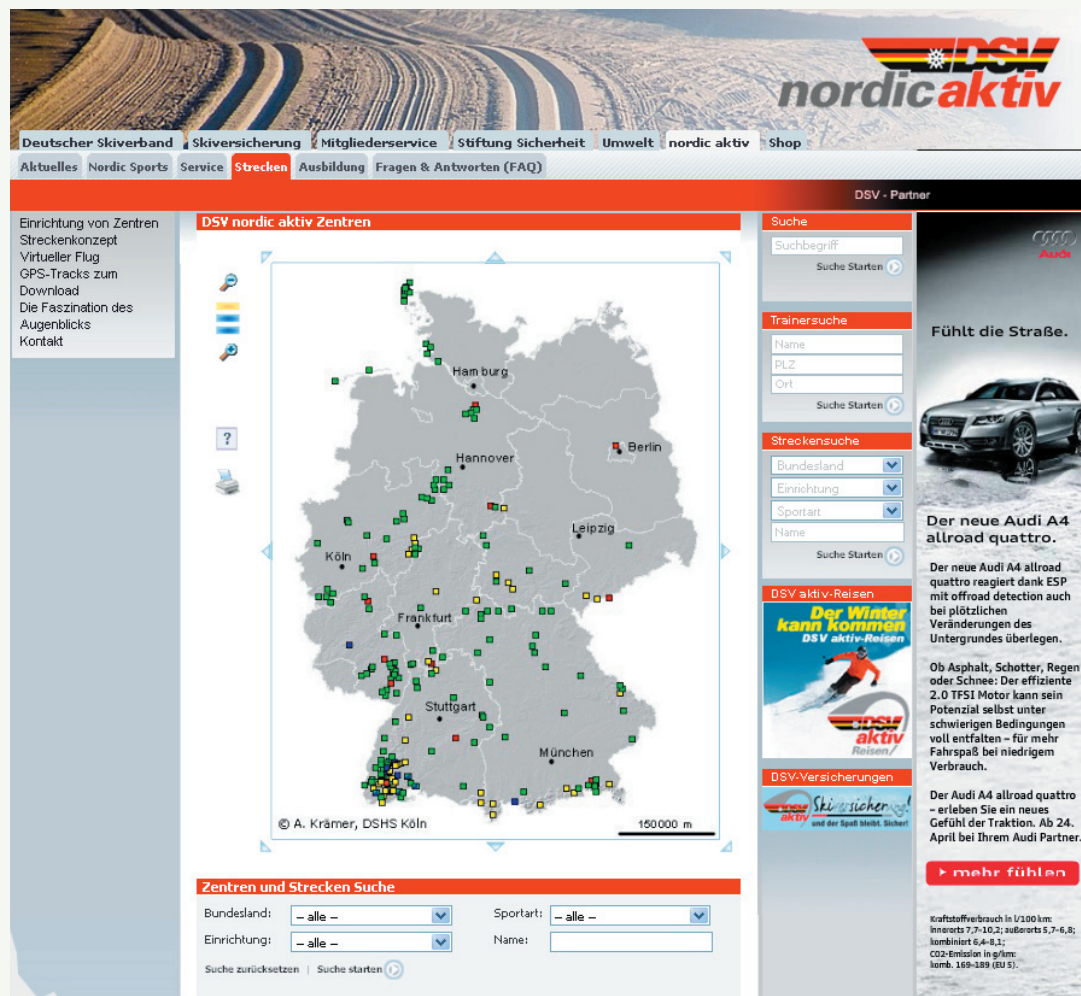 DSV
nordic aktiv
Deutscher Skiverband
Skiversicherung
Mitgliederservice
Stiftung Sicherheit
Umwelt
nordic aktiv
Shop
Aktuelles
Nordic Sports
Service
Strecken
Ausbildung
Fragen & Antworten (FAQ)
DSV - Partner
Einrichtung von Zentren
Streckenkonzept
Virtueller Flug
GPS-Tracks zum
Download
Die Faszination des
Augenblicks
Kontakt
DSV nordic aktiv Zentren
?
Hamburg
Berlin
Hannover
Leipzig
Köln
Frankfurt
Stuttgart
München
© A. Krämer, DSHS Köln
150000 m
Zentren und Strecken Suche
Bundesland:
– alle –
Sportart:
– alle –
Einrichtung:
– alle –
Name:
Suche zurücksetzen | Suche starten
Suche
Suchbegriff
Suche Starten
Trainersuche
Name
PLZ
Ort
Suche Starten
Streckensuche
Bundesland
Einrichtung
Sportart
Name
Suche Starten
DSV aktiv-Reisen
Der Winter
kann kommen
DSV aktiv-Reisen
DSV
aktiv
Reisen
DSV-Versicherungen
DSV
aktiv
und der Spaß bleibt. Sicher!
Audi
Fühlt die Straße.
Der neue Audi A4
allroad quattro.
Der neue Audi A4 allroad
quattro reagiert dank ESP
mit offroad detection auch
bei plötzlichen
Veränderungen des
Untergrundes überlegen.
Ob Asphalt, Schotter, Regen
oder Schnee: Der effiziente
2.0 TFSI Motor kann sein
Potenzial selbst unter
schwierigen Bedingungen
voll entfalten – für mehr
Fahrspaß bei niedrigem
Verbrauch.
Der Audi A4 allroad quattro
– erleben Sie ein neues
Gefühl der Traktion. Ab 24.
April bei Ihrem Audi Partner.
mehr fühlen
Kraftstoffverbrauch in l/100 km:
innerorts 7,7–10,2; außerorts 5,7–6,8;
kombiniert 6,4–8,1;
CO2-Emission in g/km:
komb. 169–189 (EU 5).